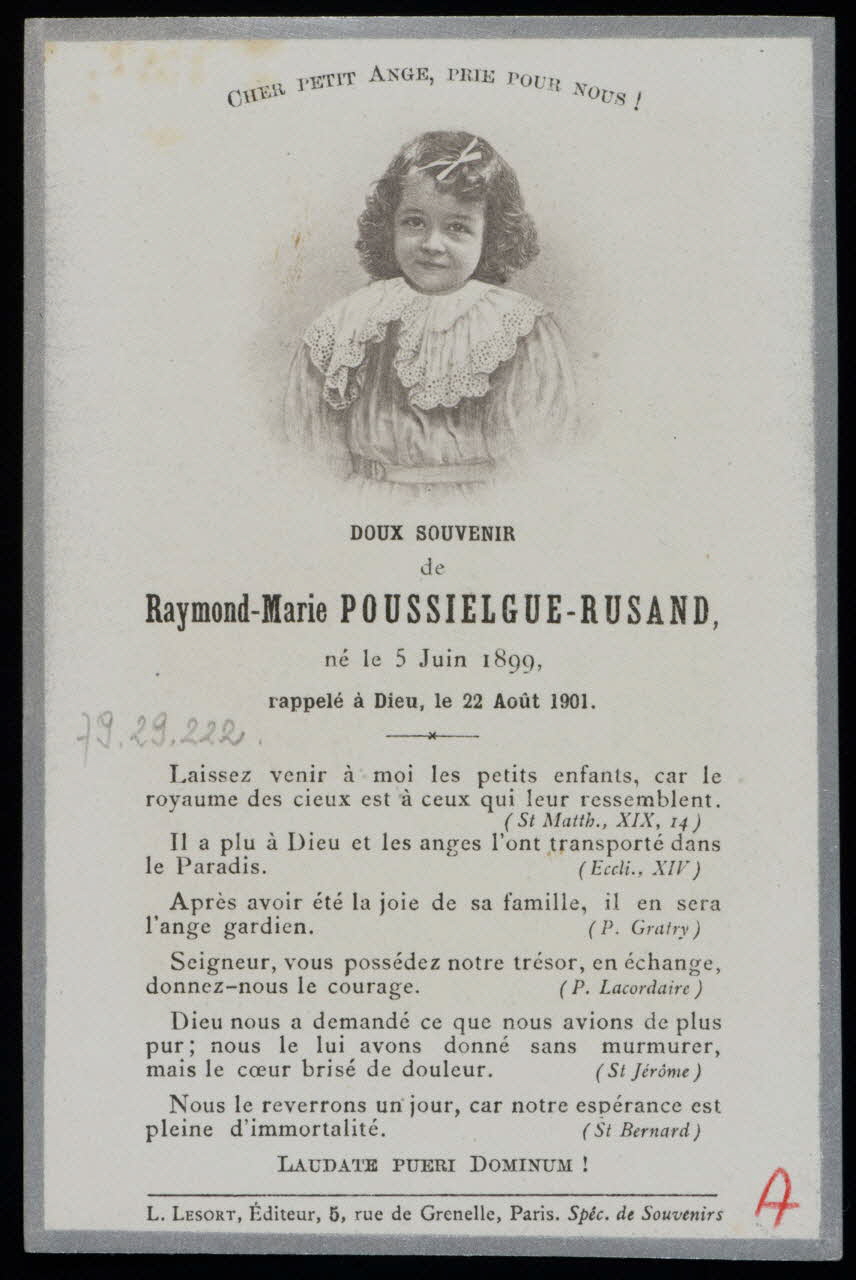 Cher petit Ange, prie pour nous !
DOUX SOUVENIR
de
Raymond-Marie POUSSIELGUE-RUSAND,
né le 5 Juin 1899,
rappelé à Dieu, le 22 Août 1901.
79.29.222.
Laissez venir à moi les petits enfants, car le
royaume des cieux est à ceux qui leur ressemblent.
(St Matth., XIX, 14)
Il a plu à Dieu et les anges l'ont transporté dans
le Paradis. (Eccli., XIV)
Après avoir été la joie de sa famille, il en sera
l'ange gardien. (P. Gratry)
Seigneur, vous possédez notre trésor, en échange,
donnez-nous le courage. (P. Lacordaire)
Dieu nous a demandé ce que nous avions de plus
pur; nous le lui avons donné sans murmurer,
mais le cœur brisé de douleur. (St Jérôme)
Nous le reverrons un jour, car notre espérance est
pleine d'immortalité. (St Bernard)
Laudate pueri Dominum !
L. Lesort, Éditeur, 5, rue de Grenelle, Paris. Spéc. de Souvenirs
A